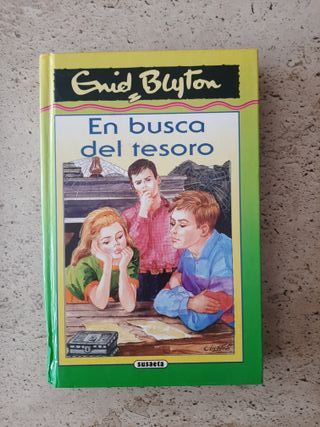 Enid Blyton
En busca
del tesoro
susaeta